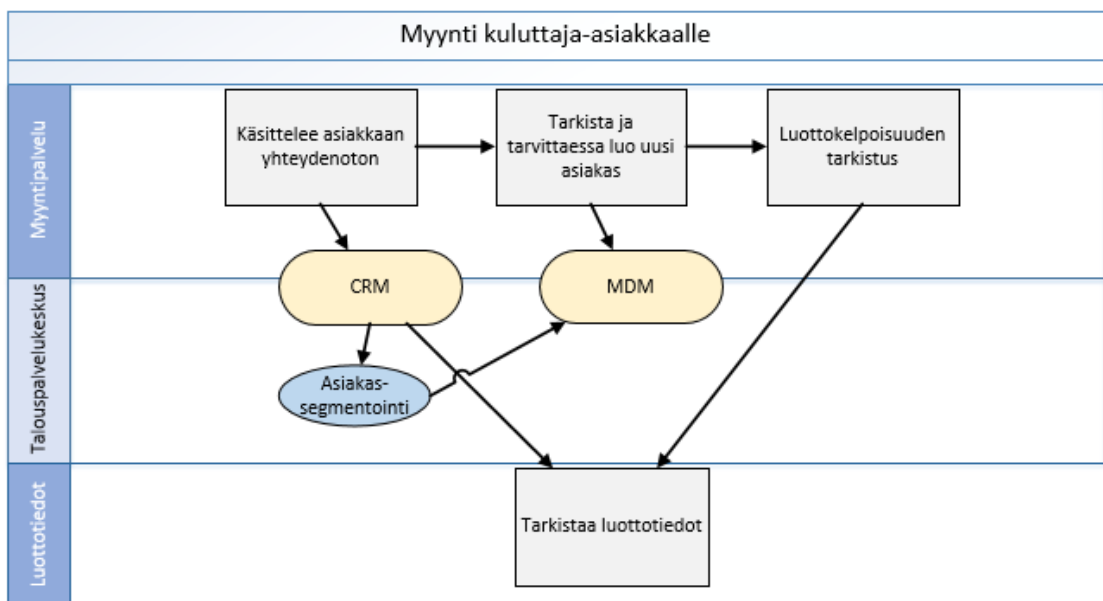 Myynti kuluttaja-asiakkaalle
Myyntipalvelu
Käsittelee asiakkaan
yhteydenoton
Tarkista ja
tarvittaessa luo uusi
asiakas
Luottokelpoisuuden
tarkistus
CRM
MDM
Talouspalvelukeskus
Asiakas-
segmentointi
Luottotiedot
Tarkistaa luottotiedot